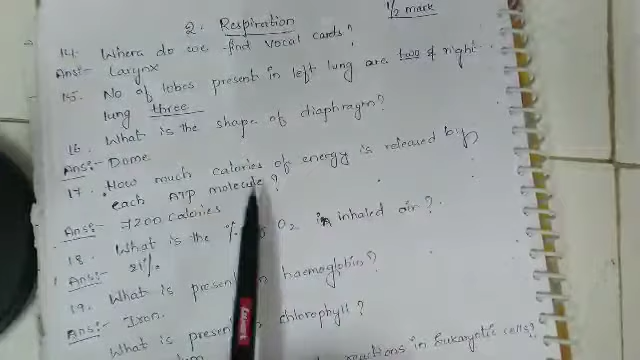 2. Respiration
1/2 mark
14. Where do we find vocal cards?
Ans:- Larynx
15. No of lobes present in left lung are two & right
lung three
16. What is the shape of diaphragm?
Ans:- Dome
17. How much calories of energy is released by
each ATP molecule?
Ans:- 7200 calories
18. What is the % O2 in inhaled air?
Ans:- 21%
19. What is present haemoglobin?
Ans:- Iron
What is present chlorophyll?
reactions in Eukaryotic cells?